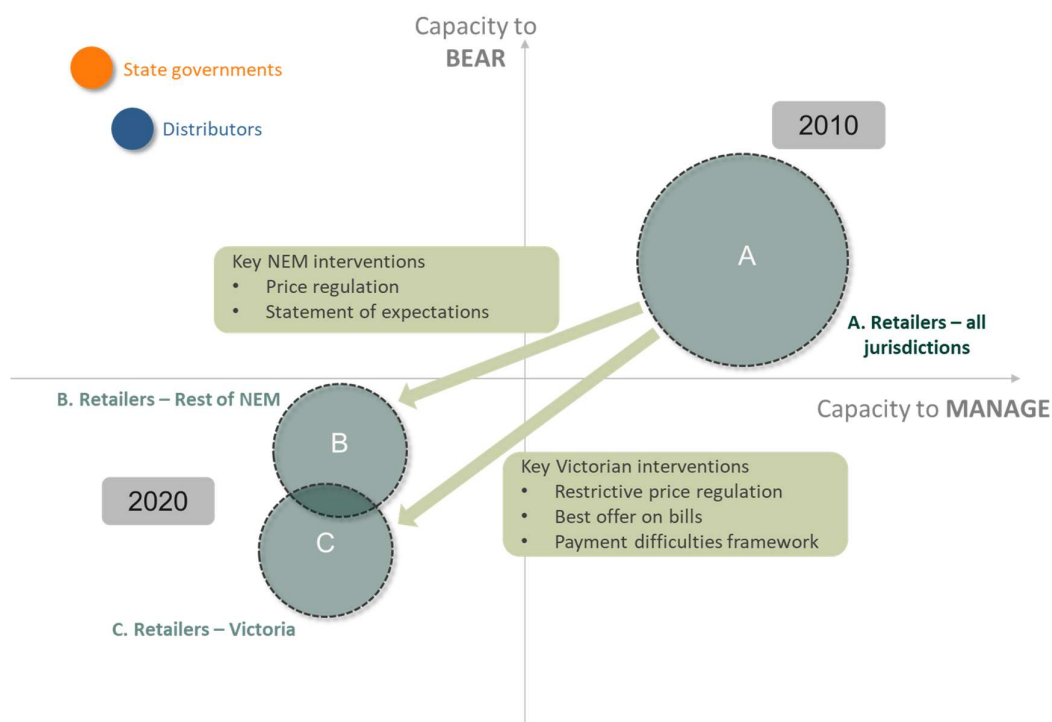 Capacity to
BEAR
State governments
Distributors
2010
A
Key NEM interventions
• Price regulation
• Statement of expectations
A. Retailers – all
jurisdictions
B. Retailers – Rest of NEM
Capacity to MANAGE
B
Key Victorian interventions
• Restrictive price regulation
• Best offer on bills
• Payment difficulties framework
2020
C
C. Retailers – Victoria